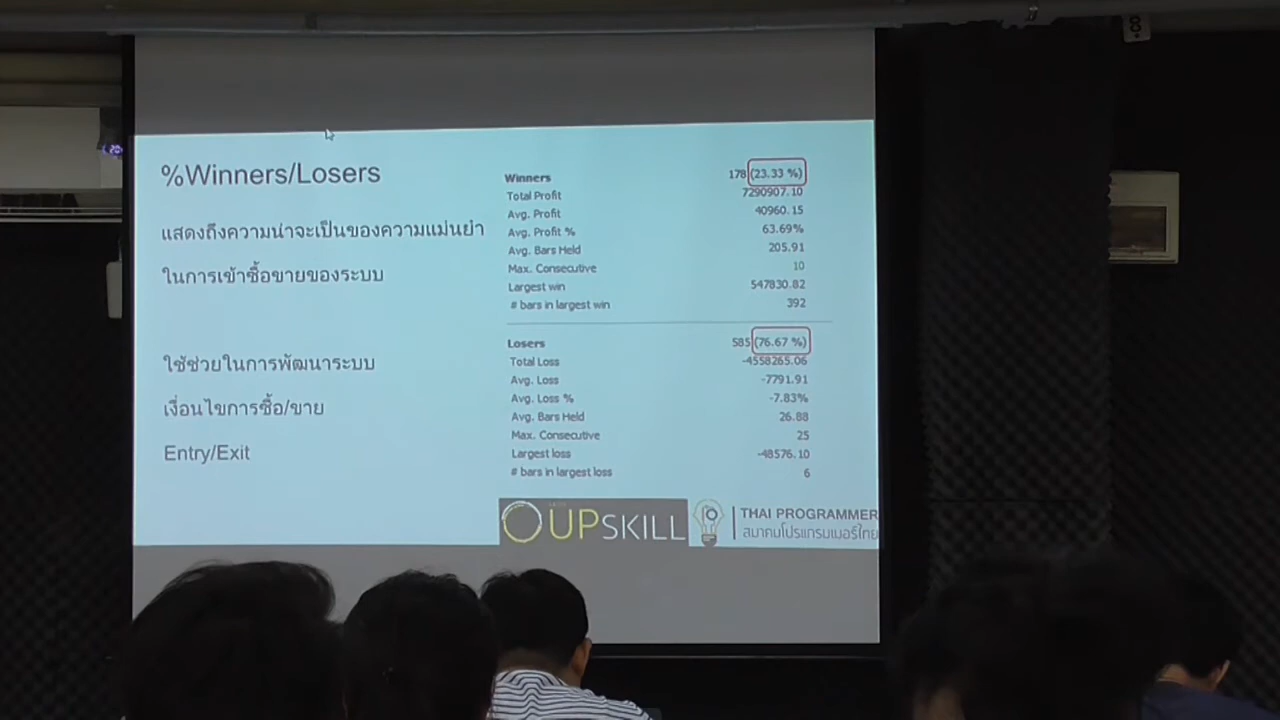 %Winners/Losers
แสดงถึงความน่าจะเป็นของความแม่นยำ
ในการเข้าซื้อขายของระบบ
ใช้ช่วยในการพัฒนาระบบ
เงื่อนไขการซื้อ/ขาย
Entry/Exit
Winners 178 (23.33 %)
Total Profit 7290907.10
Avg. Profit 40960.15
Avg. Profit % 63.69%
Avg. Bars Held 205.91
Max. Consecutive 10
Largest win 547830.82
# bars in largest win 392
Losers 585 (76.67 %)
Total Loss -4558265.06
Avg. Loss -7791.91
Avg. Loss % -7.83%
Avg. Bars Held 26.88
Max. Consecutive 25
Largest loss -48576.10
# bars in largest loss 6
UPSKILL
THAI PROGRAMMER
สมาคมโปรแกรมเมอร์ไทย